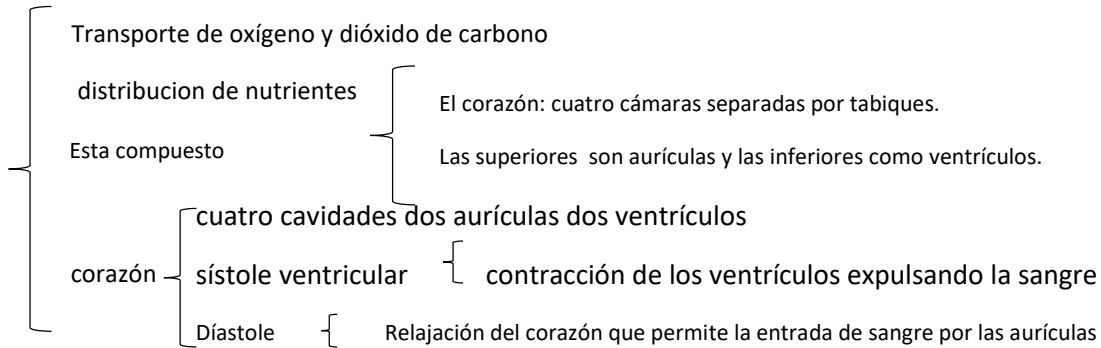 Transporte de oxígeno y dióxido de carbono
distribucion de nutrientes
El corazón: cuatro cámaras separadas por tabiques.
Esta compuesto
Las superiores son aurículas y las inferiores como ventrículos.
cuatro cavidades dos aurículas dos ventrículos
corazón
sístole ventricular
contracción de los ventrículos expulsando la sangre
Díastole
Relajación del corazón que permite la entrada de sangre por las aurículas